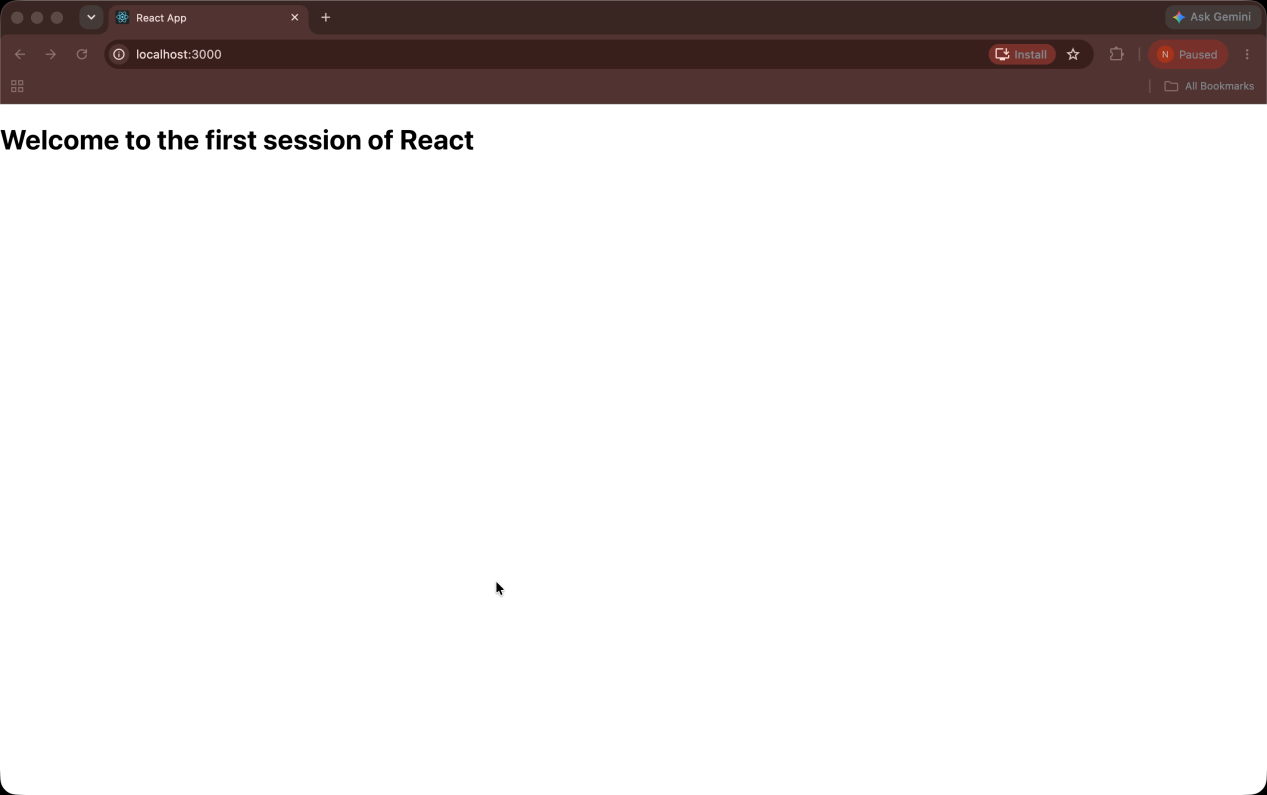 React App
Ask Gemini
localhost:3000
Install
N
Paused
All Bookmarks
Welcome to the first session of React